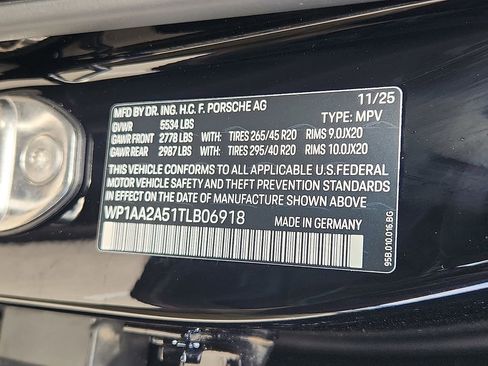 MFD BY DR. ING. H.C. F. PORSCHE AG 11/25
GVWR 5534 LBS TYPE: MPV
GAWR FRONT 2778 LBS WITH: TIRES 265/45 R20 RIMS 9.0JX20
GAWR REAR 2987 LBS WITH: TIRES 295/40 R20 RIMS 10.0JX20
THIS VEHICLE CONFORMS TO ALL APPLICABLE U.S.FEDERAL
MOTOR VEHICLE SAFETY AND THEFT PREVENTION STANDARDS
IN EFFECT ON THE DATE OF MANUFACTURE SHOWN ABOVE
WP1AA2A51TLB06918 MADE IN GERMANY
95B.010.016.BG